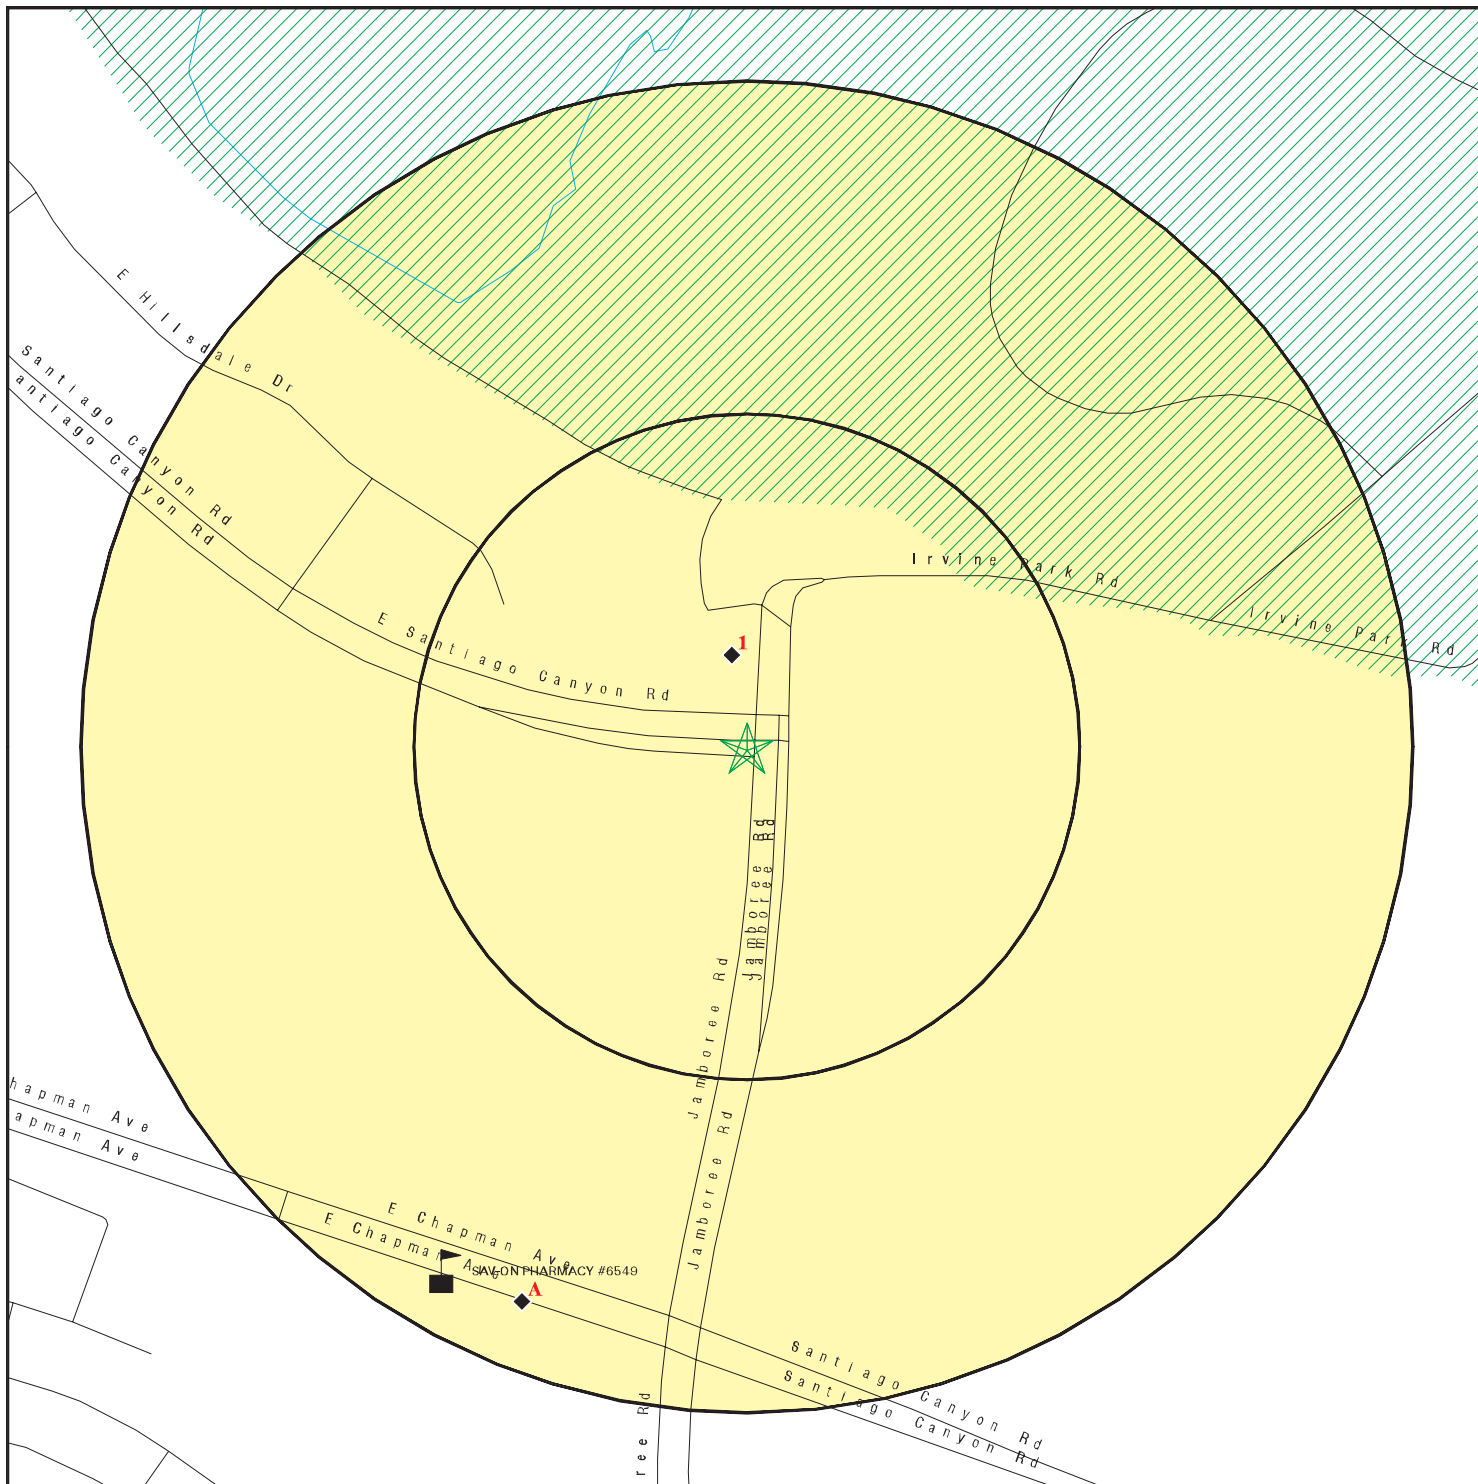 E Hillsdale Dr
Santiago Canyon Rd
antiago Canyon Rd
Irvine Park Rd
Irvine Park Rd
E Santiago Canyon Rd
1
Jamboree Rd
Jamboree Rd
Jamboree Rd
Jamboree Rd
hapman Ave
apman Ave
E Chapman Ave
E Chapman Ave
SAV-ON PHARMACY #6549
A
Santiago Canyon Rd
Santiago Canyon Rd
ree Rd